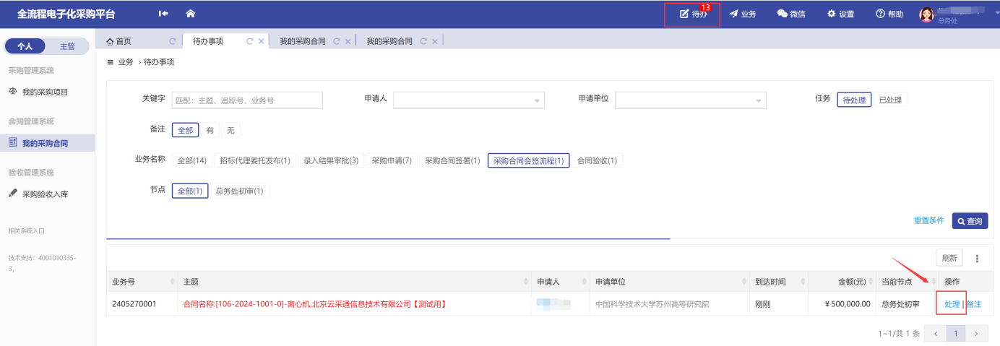 全流程电子化采购平台 待办 13 业务 微信 设置 帮助
总务处
个人 主管
首页 待办事项 我的采购合同 我的采购合同
业务 > 待办事项
采购管理系统
我的采购项目
合同管理系统
我的采购合同
验收管理系统
采购验收入库
相关系统入口
技术支持：4001010335-
3,
关键字 匹配：主题、追踪号、业务号 申请人 申请单位 任务 待处理 已处理
备注 全部 有 无
业务名称 全部(14) 招标代理委托发布(1) 录入结果审批(3) 采购申请(7) 采购合同签署(1) 采购合同会签流程(1) 合同验收(1)
节点 全部(1) 总务处初审(1)
重置条件 查询
刷新
业务号 主题 申请人 申请单位 到达时间 金额(元) 当前节点 操作
2405270001 合同名称:[106-2024-1001-0]-离心机,北京云采通信息技术有限公司【测试用】 中国科学技术大学苏州高等研究院 刚刚 ¥500,000.00 总务处初审 处理 | 备注
1~1/共 1 条 < 1 >